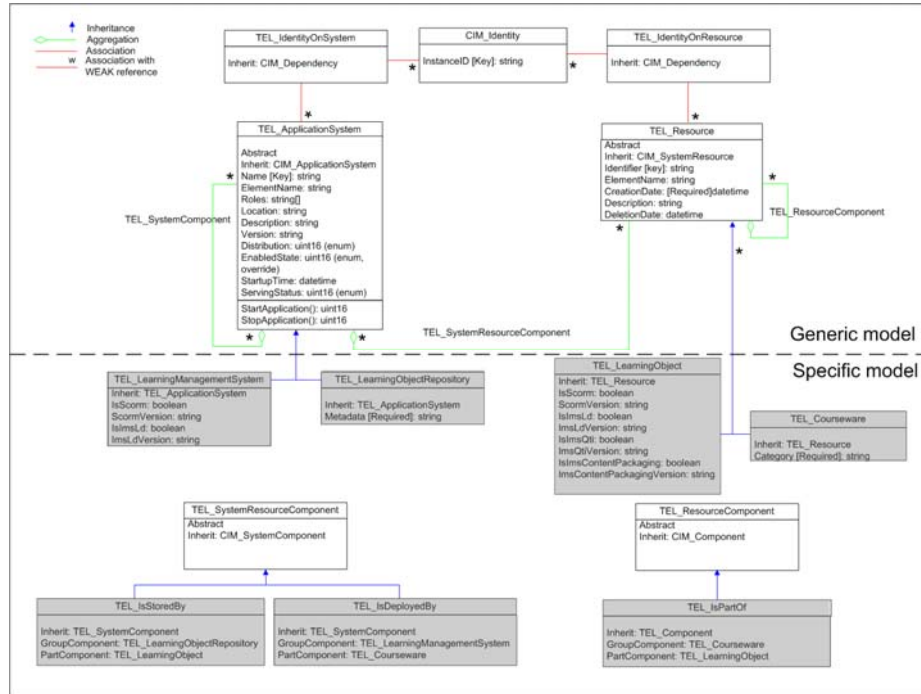 Inheritance
Aggregation
Association
w Association with
WEAK reference
TEL_IdentityOnSystem
Inherit: CIM_Dependency
CIM_Identity
InstanceID [Key]: string
TEL_IdentityOnResource
Inherit: CIM_Dependency
*
*
*
*
TEL_ApplicationSystem
Abstract
Inherit: CIM_ApplicationSystem
Name [Key]: string
ElementName: string
Roles: string[]
Location: string
Description: string
Version: string
Distribution: uint16 (enum)
EnabledState: uint16 (enum,
override)
StartupTime: datetime
ServingStatus: uint16 (enum)
StartApplication(): uint16
StopApplication(): uint16
*
TEL_SystemComponent
*
*
TEL_SystemResourceComponent
TEL_Resource
Abstract
Inherit: CIM_SystemResource
Identifier [key]: string
ElementName: string
CreationDate: [Required]datetime
Description: string
DeletionDate: datetime
*
TEL_ResourceComponent
*
*
Generic model
Specific model
TEL_LearningManagementSystem
Inherit: TEL_ApplicationSystem
IsScorm: boolean
ScormVersion: string
IsImsLd: boolean
ImsLdVersion: string
TEL_LearningObjectRepository
Inherit: TEL_ApplicationSystem
Metadata [Required]: string
TEL_LearningObject
Inherit: TEL_Resource
IsScorm: boolean
ScormVersion: string
IsImsLd: boolean
ImsLdVersion: string
IsImsQti: boolean
ImsQtiVersion: string
IsImsContentPackaging: boolean
ImsContentPackagingVersion: string
TEL_Courseware
Inherit: TEL_Resource
Category [Required]: string
TEL_SystemResourceComponent
Abstract
Inherit: CIM_SystemComponent
TEL_ResourceComponent
Abstract
Inherit: CIM_Component
TEL_IsStoredBy
Inherit: TEL_SystemComponent
GroupComponent: TEL_LearningObjectRepository
PartComponent: TEL_LearningObject
TEL_IsDeployedBy
Inherit: TEL_SystemComponent
GroupComponent: TEL_LearningManagementSystem
PartComponent: TEL_Courseware
TEL_IsPartOf
Inherit: TEL_Component
GroupComponent: TEL_Courseware
PartComponent: TEL_LearningObject